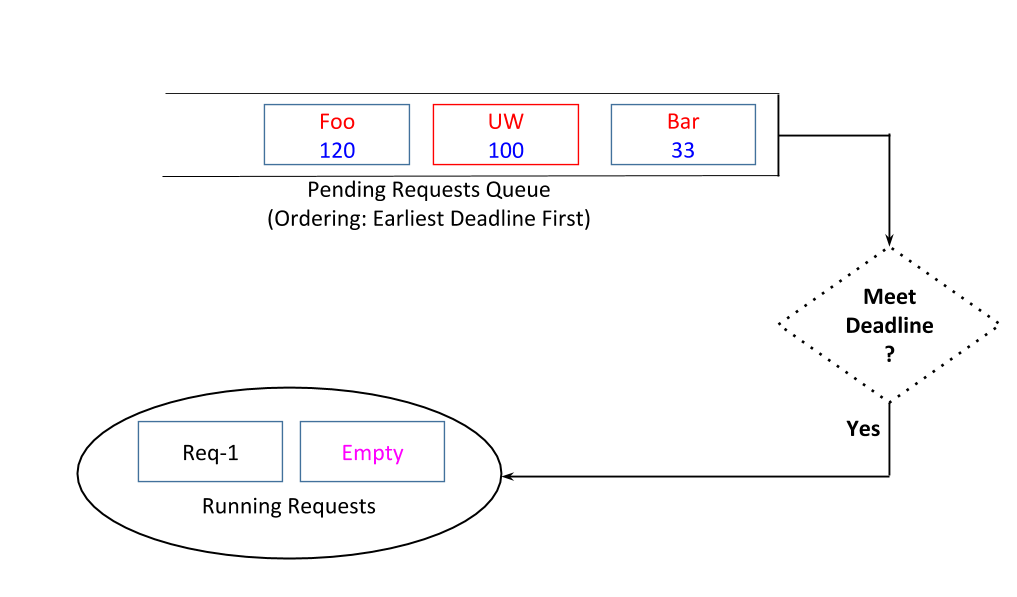 Foo
120
UW
100
Bar
33
Pending Requests Queue
(Ordering: Earliest Deadline First)
Meet
Deadline
?
Yes
Req-1
Empty
Running Requests